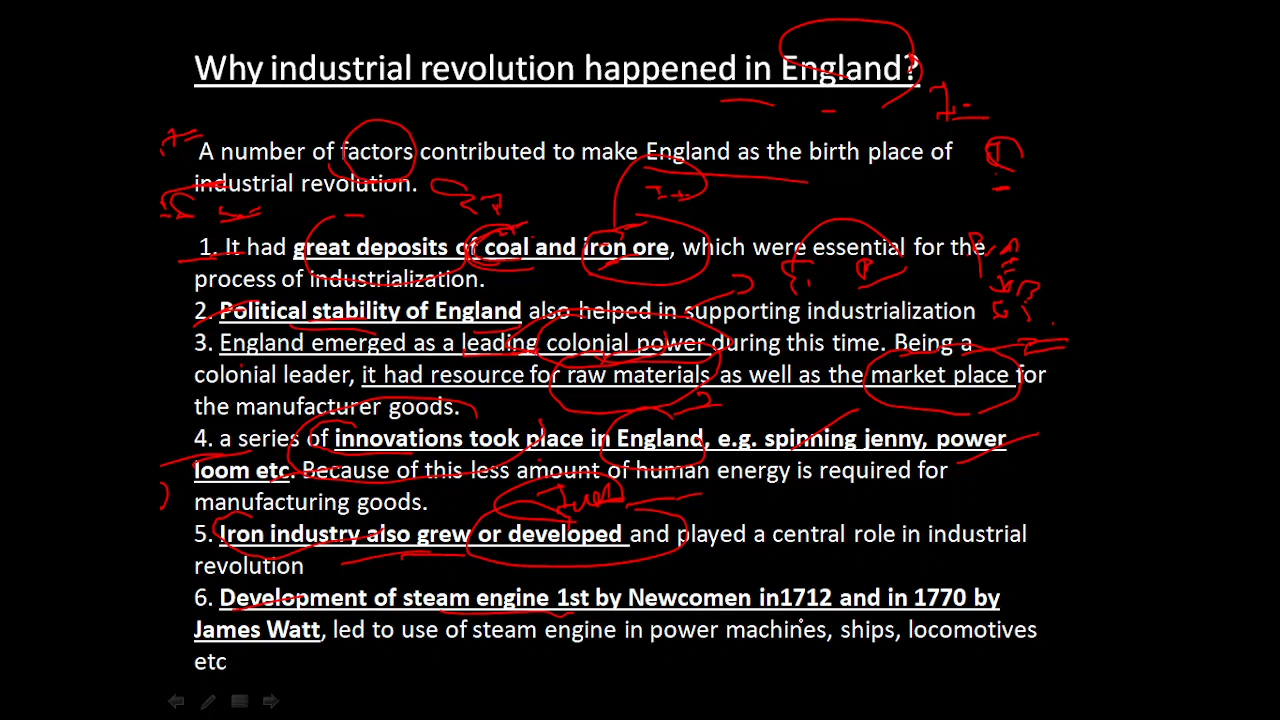 Why industrial revolution happened in England?
A number of factors contributed to make England as the birth place of
industrial revolution.
1. It had great deposits of coal and iron ore, which were essential for the
process of industrialization.
2. Political stability of England also helped in supporting industrialization
3. England emerged as a leading colonial power during this time. Being a
colonial leader, it had resource for raw materials as well as the market place for
the manufacturer goods.
4. a series of innovations took place in England, e.g. spinning jenny, power
loom etc. Because of this less amount of human energy is required for
manufacturing goods.
5. Iron industry also grew or developed and played a central role in industrial
revolution
6. Development of steam engine 1st by Newcomen in1712 and in 1770 by
James Watt, led to use of steam engine in power machines, ships, locomotives
etc